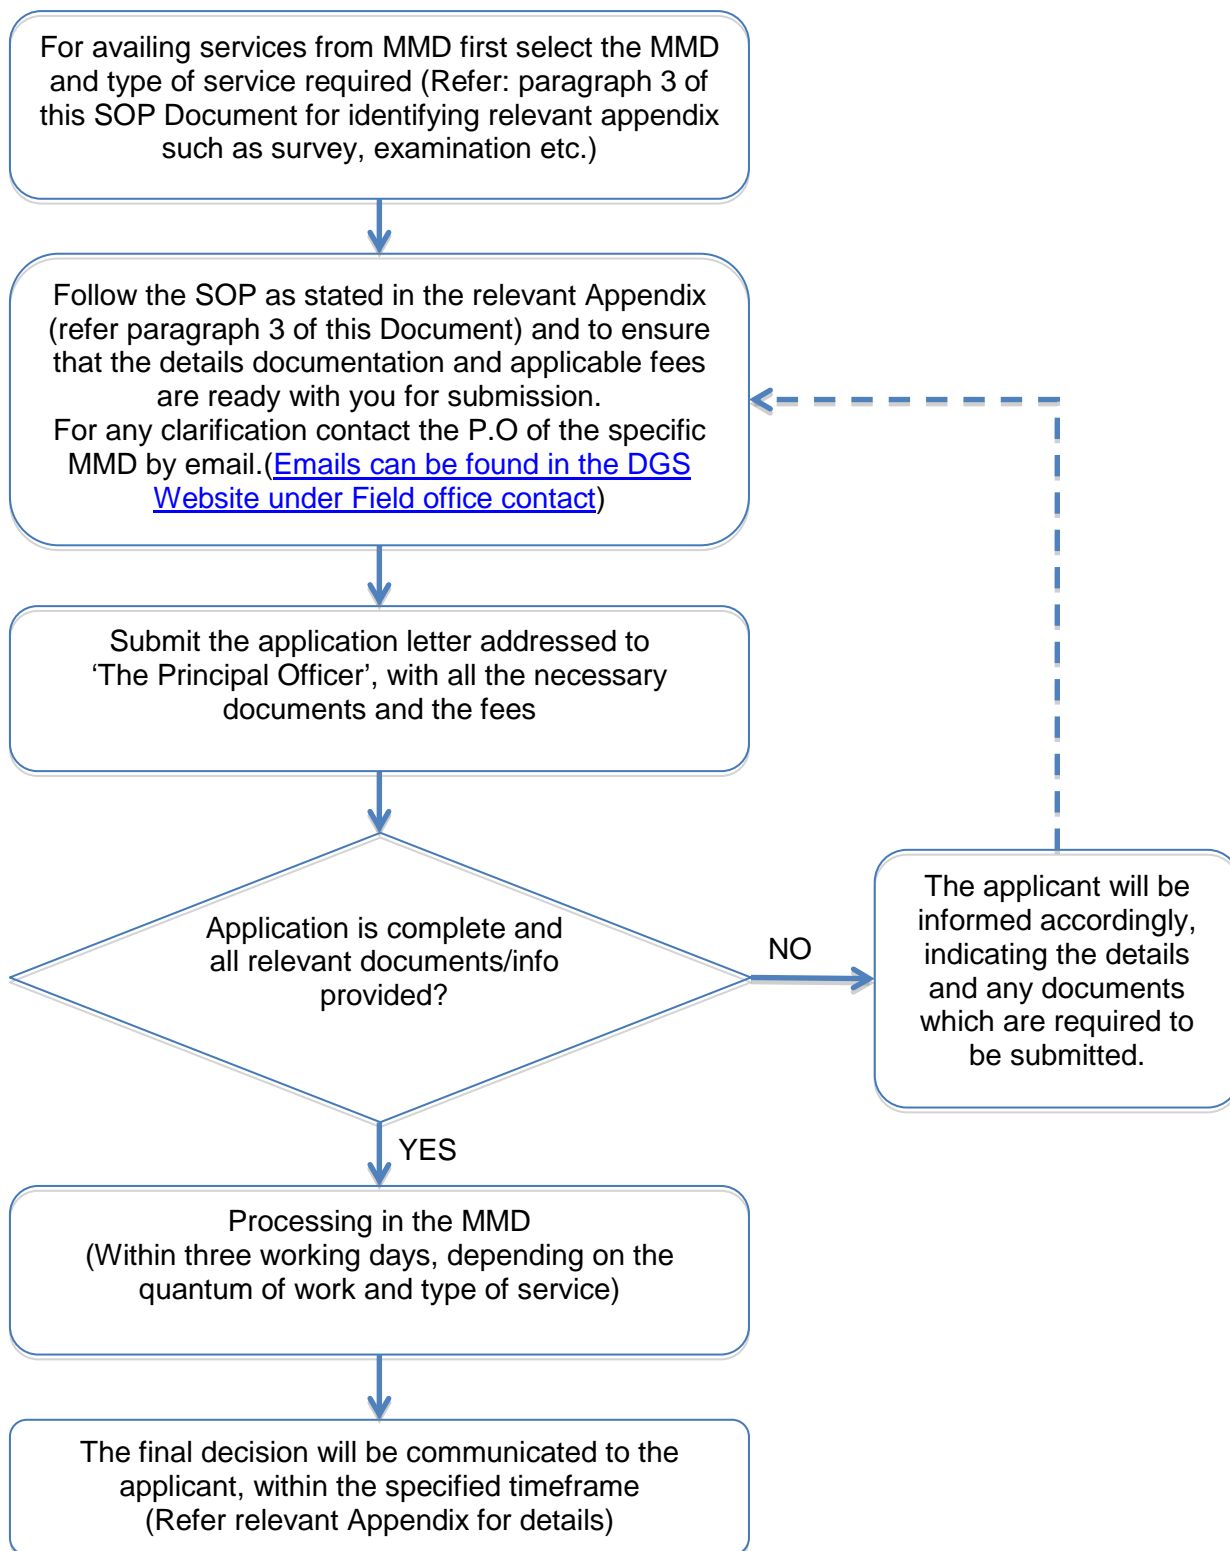 For availing services from MMD first select the MMD
and type of service required (Refer: paragraph 3 of
this SOP Document for identifying relevant appendix
such as survey, examination etc.)
Follow the SOP as stated in the relevant Appendix
(refer paragraph 3 of this Document) and to ensure
that the details documentation and applicable fees
are ready with you for submission.
For any clarification contact the P.O of the specific
MMD by email.(Emails can be found in the DGS
Website under Field office contact)
Submit the application letter addressed to
‘The Principal Officer’, with all the necessary
documents and the fees
Application is complete and
all relevant documents/info
provided?
NO
The applicant will be
informed accordingly,
indicating the details
and any documents
which are required to
be submitted.
YES
Processing in the MMD
(Within three working days, depending on the
quantum of work and type of service)
The final decision will be communicated to the
applicant, within the specified timeframe
(Refer relevant Appendix for details)